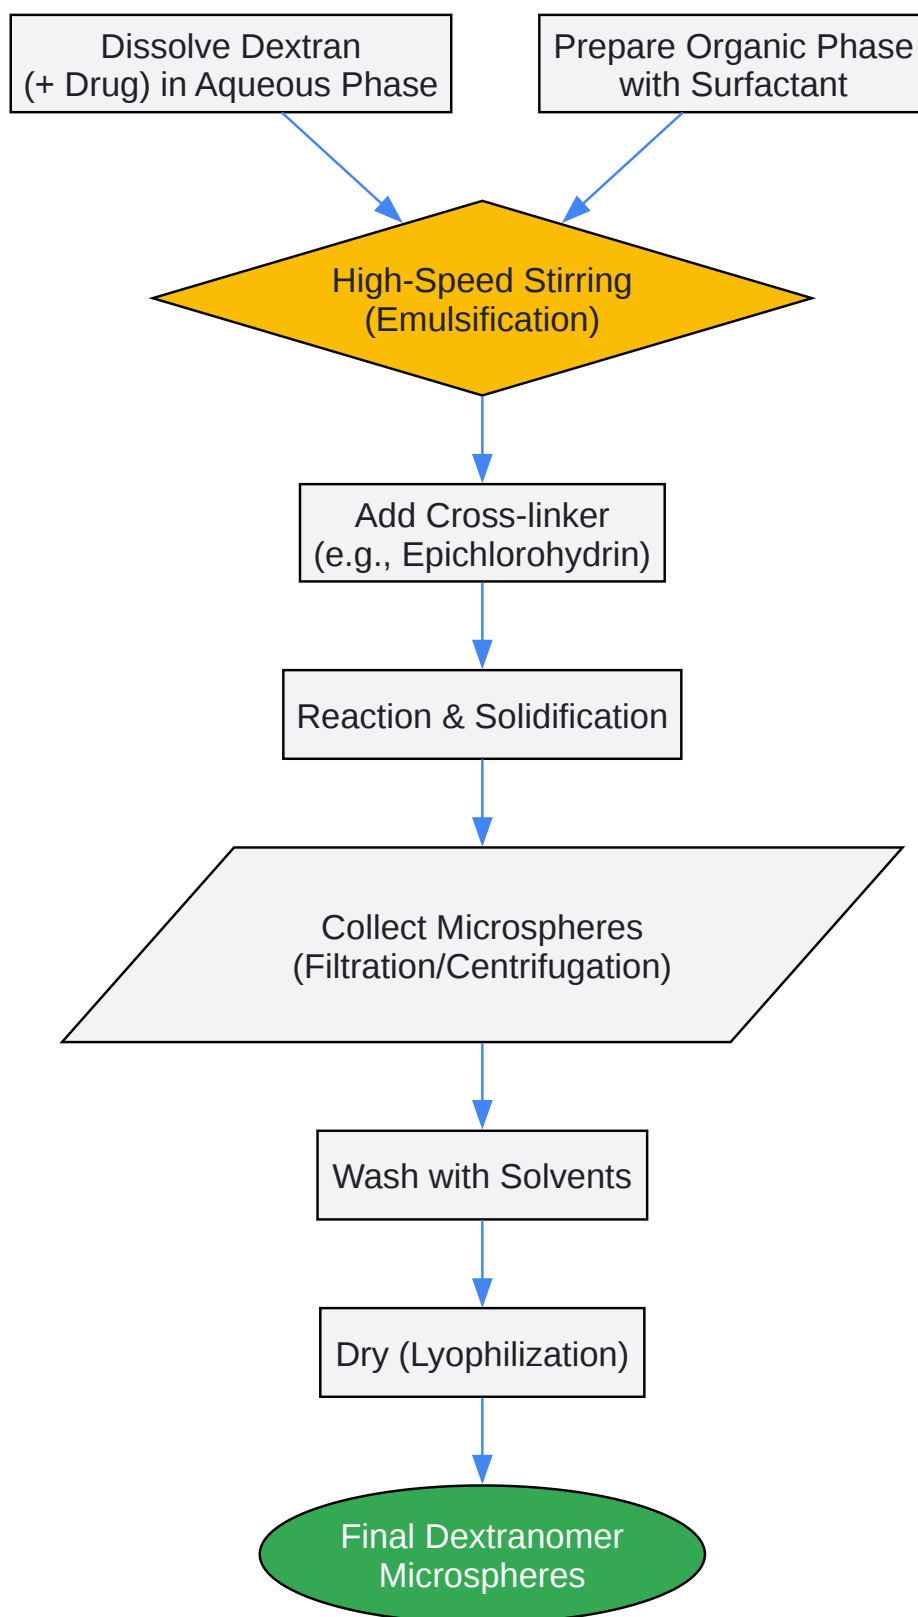 Dissolve Dextran
(+ Drug) in Aqueous Phase
Prepare Organic Phase
with Surfactant
High-Speed Stirring
(Emulsification)
Add Cross-linker
(e.g., Epichlorohydrin)
Reaction & Solidification
Collect Microspheres
(Filtration/Centrifugation)
Wash with Solvents
Dry (Lyophilization)
Final Dextranomer
Microspheres